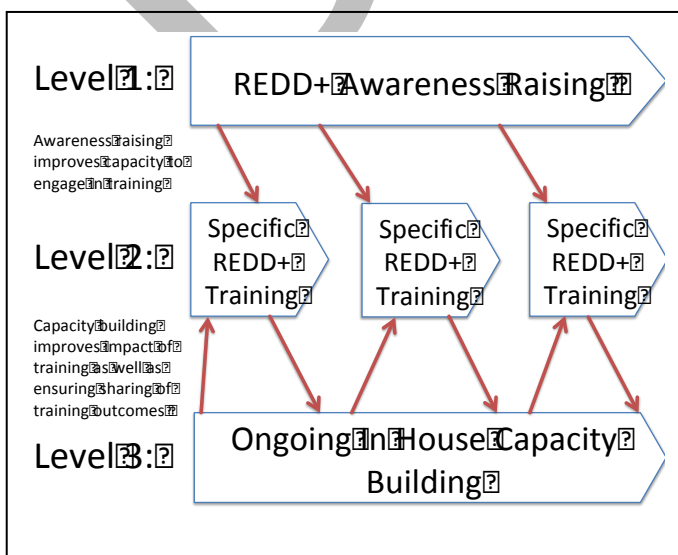 Level 1:
REDD+ Awareness Raising
Awareness raising
improves capacity to
engage in training
Level 2:
Specific
REDD+
Training
Specific
REDD+
Training
Specific
REDD+
Training
Capacity building
improves impact of
training as well as
ensuring sharing of
training outcomes
Level 3:
Ongoing In House Capacity
Building